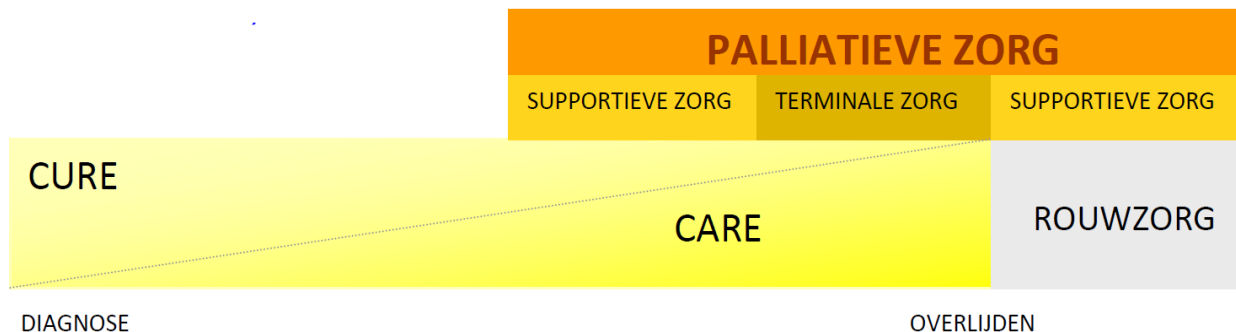 PALLIATIEVE ZORG
SUPPORTIEVE ZORG
TERMINALE ZORG
SUPPORTIEVE ZORG
CURE
CARE
ROUWZORG
DIAGNOSE
OVERLIJDEN